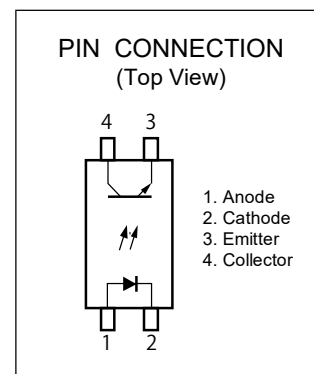 PIN CONNECTION
(Top View)
4 3
1. Anode
2. Cathode
3. Emitter
4. Collector
1 2